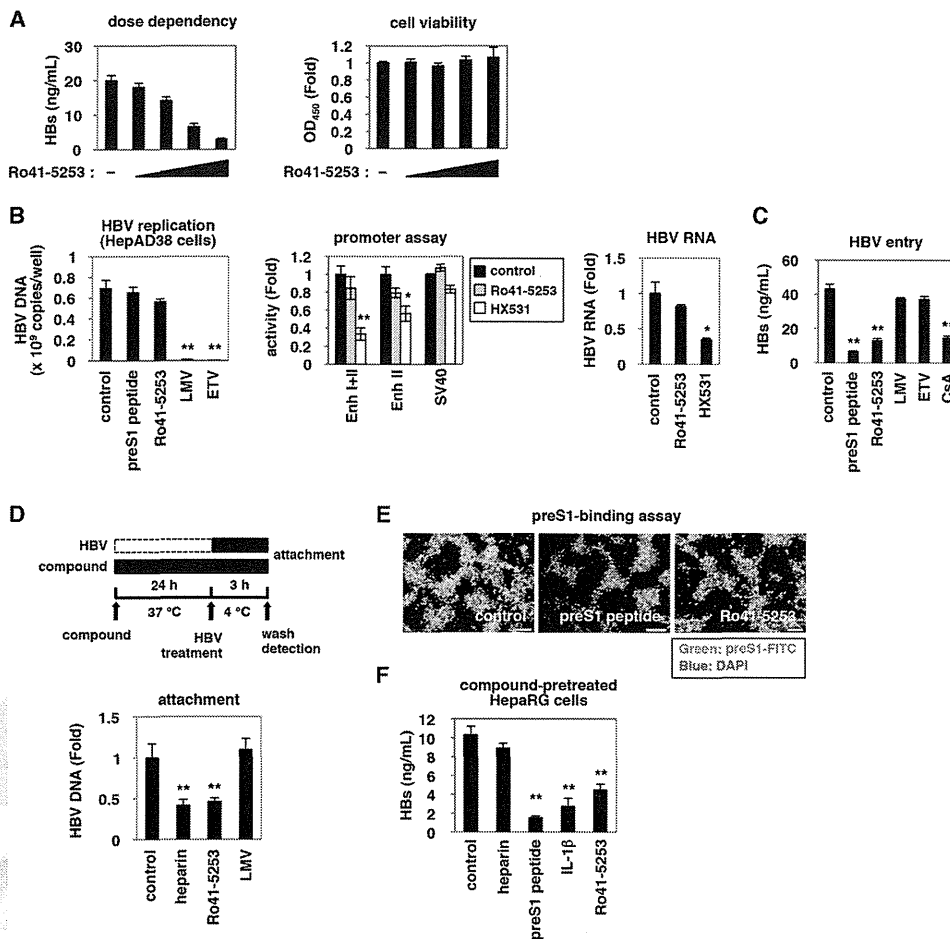 A
dose dependency
HBs (ng/mL)
30
20
10
0
Ro41-5253 : –
cell viability
OD450 (Fold)
1.2
1
0.8
0.6
0.4
0.2
0
Ro41-5253 : –
B
HBV replication
(HepAD38 cells)
HBV DNA
(x 10⁹ copies/well)
1
0.8
0.6
0.4
0.2
0
** **
control
preS1 peptide
Ro41-5253
LMV
ETV
promoter assay
activity (Fold)
1.2
1
0.8
0.6
0.4
0.2
0
**
*
Enh I+II
Enh II
SV40
control
Ro41-5253
HX531
HBV RNA
HBV RNA (Fold)
1.5
1
0.5
0
*
control
Ro41-5253
HX531
C
HBV entry
HBs (ng/mL)
60
40
20
0
** ** **
control
preS1 peptide
Ro41-5253
LMV
ETV
CsA
D
HBV
compound
attachment
24 h 3 h
37 °C 4 °C
compound
HBV
treatment
wash
detection
attachment
HBV DNA (Fold)
1.5
1
0.5
0
** **
control
heparin
Ro41-5253
LMV
E
preS1-binding assay
control
preS1 peptide
Ro41-5253
Green: preS1-FITC
Blue: DAPI
F
compound-pretreated
HepaRG cells
HBs (ng/mL)
12
10
8
6
4
2
0
** ** **
control
heparin
preS1 peptide
IL-1β
Ro41-5253